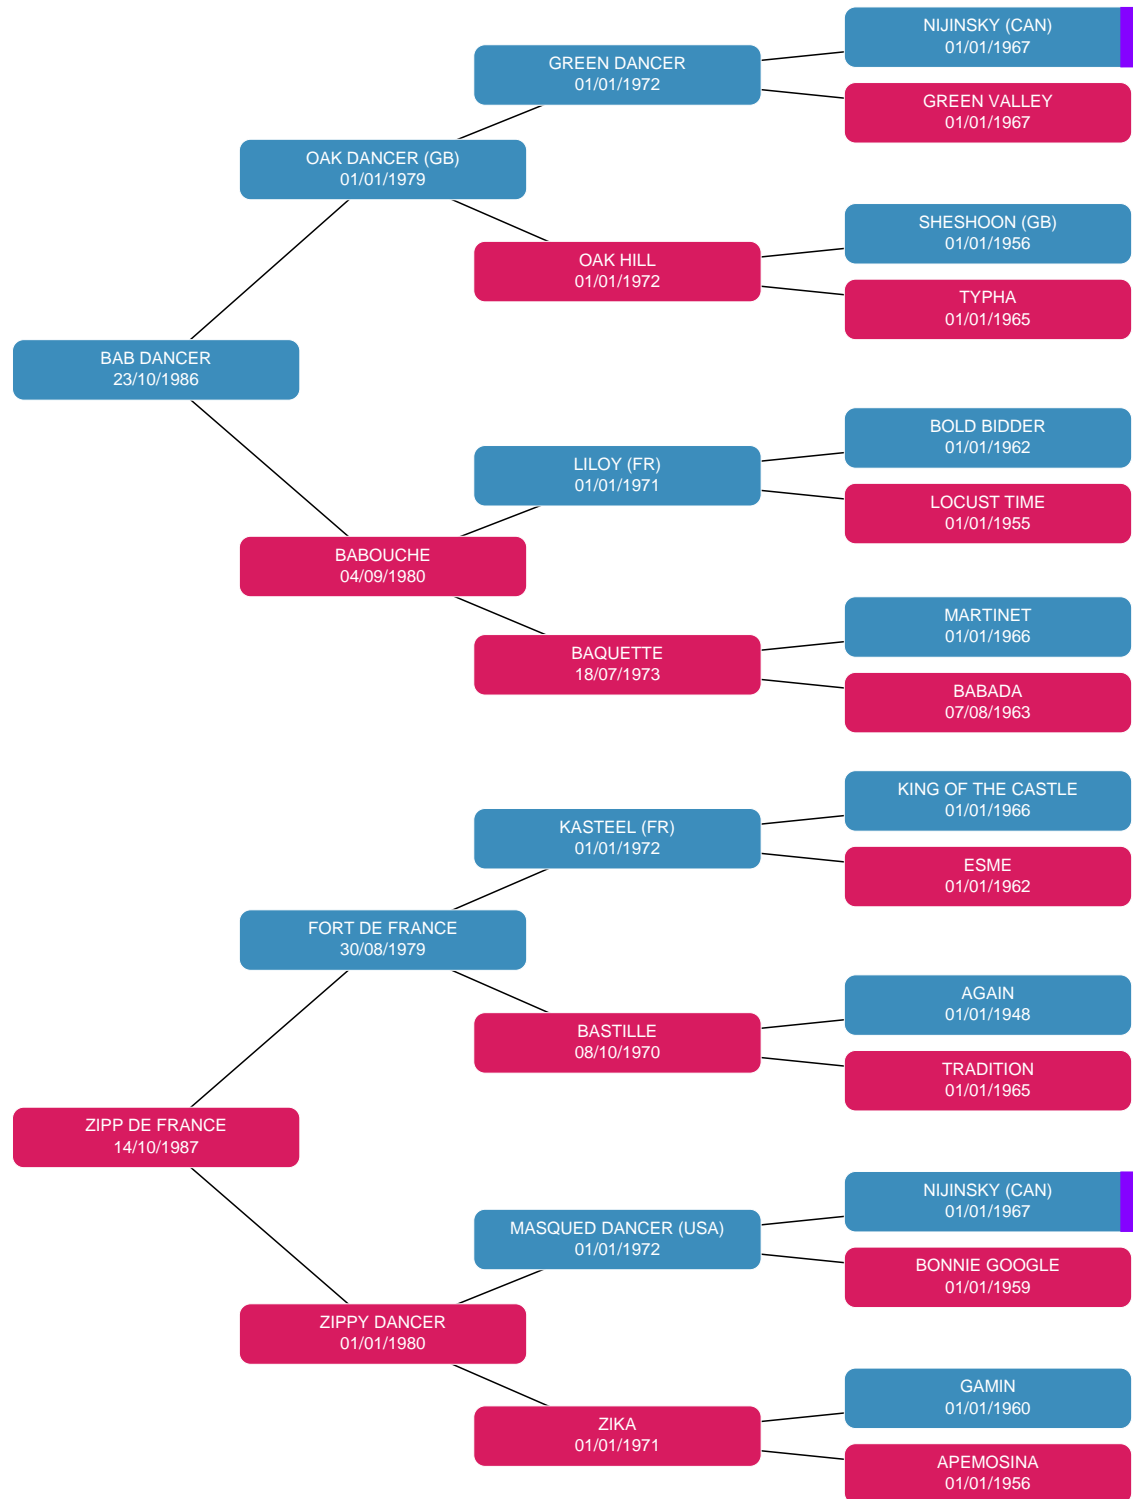 NIJINSKY (CAN)
01/01/1967
GREEN DANCER
01/01/1972
GREEN VALLEY
01/01/1967
OAK DANCER (GB)
01/01/1979
SHESHOON (GB)
01/01/1956
OAK HILL
01/01/1972
TYPHA
01/01/1965
BAB DANCER
23/10/1986
BOLD BIDDER
01/01/1962
LILOY (FR)
01/01/1971
LOCUST TIME
01/01/1955
BABOUCHE
04/09/1980
MARTINET
01/01/1966
BAQUETTE
18/07/1973
BABADA
07/08/1963
KING OF THE CASTLE
01/01/1966
KASTEEL (FR)
01/01/1972
ESME
01/01/1962
FORT DE FRANCE
30/08/1979
AGAIN
01/01/1948
BASTILLE
08/10/1970
TRADITION
01/01/1965
ZIPP DE FRANCE
14/10/1987
NIJINSKY (CAN)
01/01/1967
MASQUED DANCER (USA)
01/01/1972
BONNIE GOOGLE
01/01/1959
ZIPPY DANCER
01/01/1980
GAMIN
01/01/1960
ZIKA
01/01/1971
APEMOSINA
01/01/1956